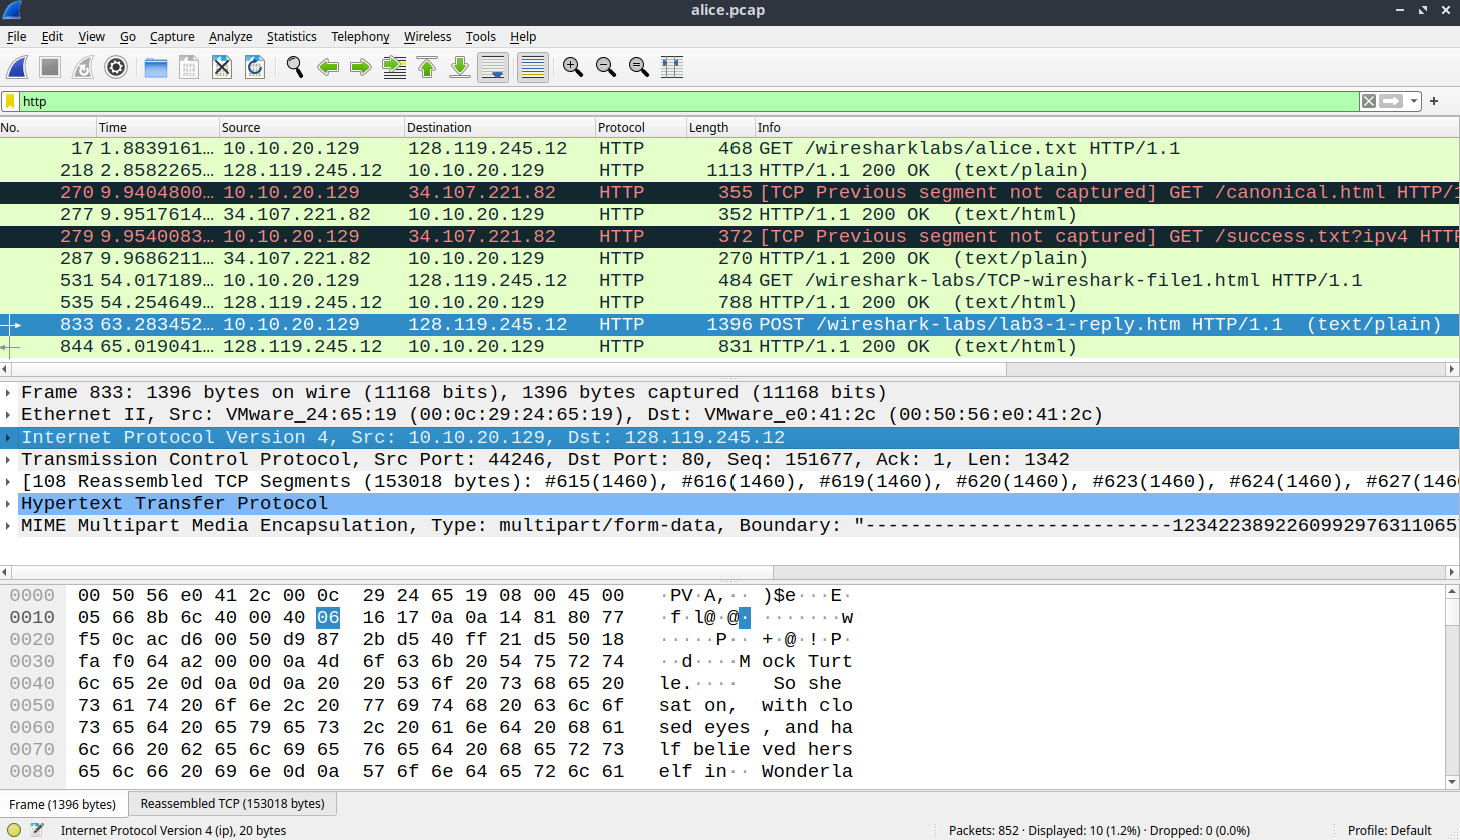 alice.pcap
File Edit View Go Capture Analyze Statistics Telephony Wireless Tools Help
http
No. Time Source Destination Protocol Length Info
17 1.8839161… 10.10.20.129 128.119.245.12 HTTP 468 GET /wiresharklabs/alice.txt HTTP/1.1
218 2.8582265… 128.119.245.12 10.10.20.129 HTTP 1113 HTTP/1.1 200 OK  (text/plain)
270 9.9404800… 10.10.20.129 34.107.221.82 HTTP 355 [TCP Previous segment not captured] GET /canonical.html HTTP/1
277 9.9517614… 34.107.221.82 10.10.20.129 HTTP 352 HTTP/1.1 200 OK  (text/html)
279 9.9540083… 10.10.20.129 34.107.221.82 HTTP 372 [TCP Previous segment not captured] GET /success.txt?ipv4 HTTP
287 9.9686211… 34.107.221.82 10.10.20.129 HTTP 270 HTTP/1.1 200 OK  (text/plain)
531 54.017189… 10.10.20.129 128.119.245.12 HTTP 484 GET /wireshark-labs/TCP-wireshark-file1.html HTTP/1.1
535 54.254649… 128.119.245.12 10.10.20.129 HTTP 788 HTTP/1.1 200 OK  (text/html)
833 63.283452… 10.10.20.129 128.119.245.12 HTTP 1396 POST /wireshark-labs/lab3-1-reply.htm HTTP/1.1  (text/plain)
844 65.019041… 128.119.245.12 10.10.20.129 HTTP 831 HTTP/1.1 200 OK  (text/html)
Frame 833: 1396 bytes on wire (11168 bits), 1396 bytes captured (11168 bits)
Ethernet II, Src: VMware_24:65:19 (00:0c:29:24:65:19), Dst: VMware_e0:41:2c (00:50:56:e0:41:2c)
Internet Protocol Version 4, Src: 10.10.20.129, Dst: 128.119.245.12
Transmission Control Protocol, Src Port: 44246, Dst Port: 80, Seq: 151677, Ack: 1, Len: 1342
[108 Reassembled TCP Segments (153018 bytes): #615(1460), #616(1460), #619(1460), #620(1460), #623(1460), #624(1460), #627(146
Hypertext Transfer Protocol
MIME Multipart Media Encapsulation, Type: multipart/form-data, Boundary: "---------------------------12342238922609929763110657
0000 00 50 56 e0 41 2c 00 0c 29 24 65 19 08 00 45 00 ·PV·A,·· )$e···E·
0010 05 66 8b 6c 40 00 40 06 16 17 0a 0a 14 81 80 77 ·f·l@·@· ·······w
0020 f5 0c ac d6 00 50 d9 87 2b d5 40 ff 21 d5 50 18 ·····P·· +·@·!·P·
0030 fa f0 64 a2 00 00 0a 4d 6f 63 6b 20 54 75 72 74 ··d····M ock Turt
0040 6c 65 2e 0d 0a 0d 0a 20 20 53 6f 20 73 68 65 20 le.····   So she
0050 73 61 74 20 6f 6e 2c 20 77 69 74 68 20 63 6c 6f sat on,  with clo
0060 73 65 64 20 65 79 65 73 2c 20 61 6e 64 20 68 61 sed eyes , and ha
0070 6c 66 20 62 65 6c 69 65 76 65 64 20 68 65 72 73 lf belie ved hers
0080 65 6c 66 20 69 6e 0d 0a 57 6f 6e 64 65 72 6c 61 elf in·· Wonderla
Frame (1396 bytes) Reassembled TCP (153018 bytes)
Internet Protocol Version 4 (ip), 20 bytes Packets: 852 · Displayed: 10 (1.2%) · Dropped: 0 (0.0%) Profile: Default